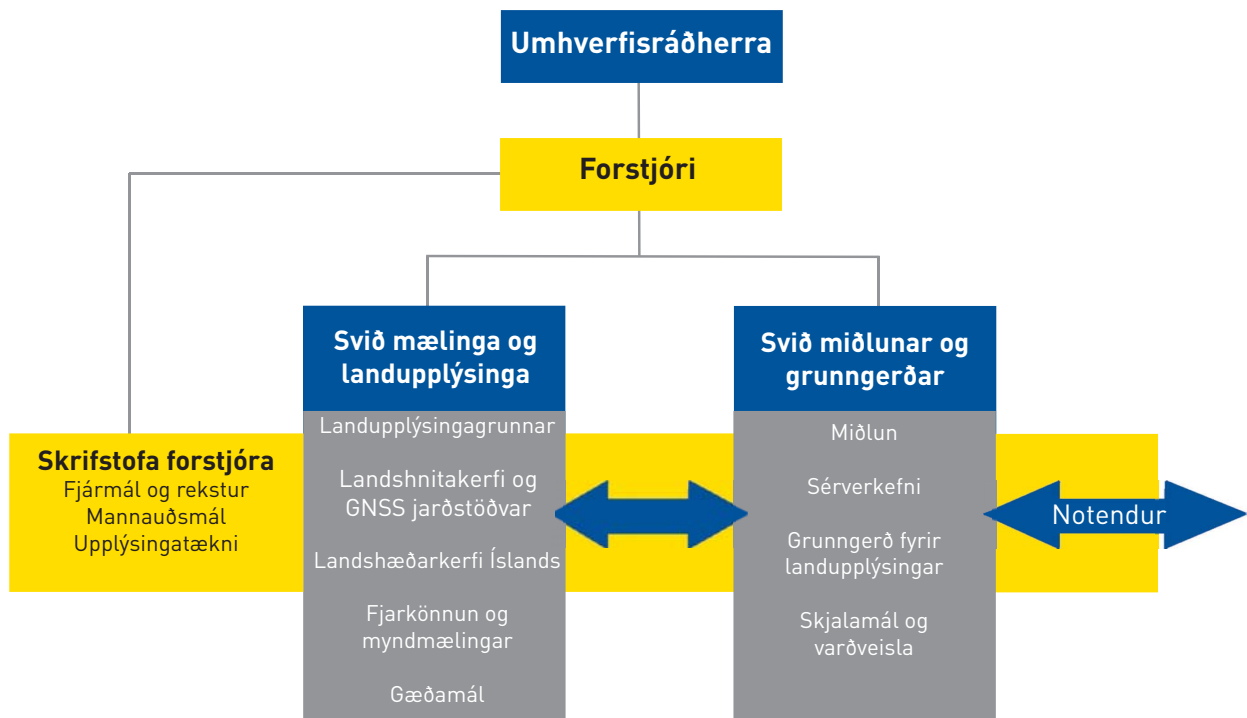 Umhverfisráðherra
Forstjóri
Svið mælinga og
landupplýsinga
Landupplýsingagrunnar
Landshnitakerfi og
GNSS jarðstöðvar
Landshæðarkerfi Íslands
Fjarkönnun og
myndmælingar
Gæðamál
Svið miðlunar og
grunngerðar
Miðlun
Sérverkefni
Grunngerð fyrir
landupplýsingar
Skjalamál og
varðveisla
Skrifstofa forstjóra
Fjármál og rekstur
Mannauðsmál
Upplýsingatækni
Notendur